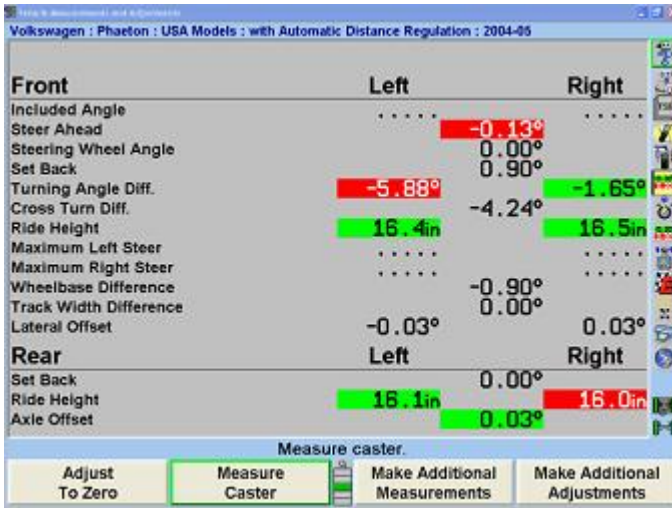 Volkswagen : Phaeton : USA Models : with Automatic Distance Regulation : 2004-05
Front Left Right
Included Angle ..... .....
Steer Ahead -0.13°
Steering Wheel Angle 0.00°
Set Back 0.90°
Turning Angle Diff. -5.88° -1.65°
Cross Turn Diff. -4.24°
Ride Height 16.4in 16.5in
Maximum Left Steer ..... .....
Maximum Right Steer ..... .....
Wheelbase Difference -0.90°
Track Width Difference 0.00°
Lateral Offset -0.03° 0.03°
Rear Left Right
Set Back 0.00°
Ride Height 16.1in 16.0in
Axle Offset 0.03°
Measure caster.
Adjust To Zero
Measure Caster
Make Additional Measurements
Make Additional Adjustments